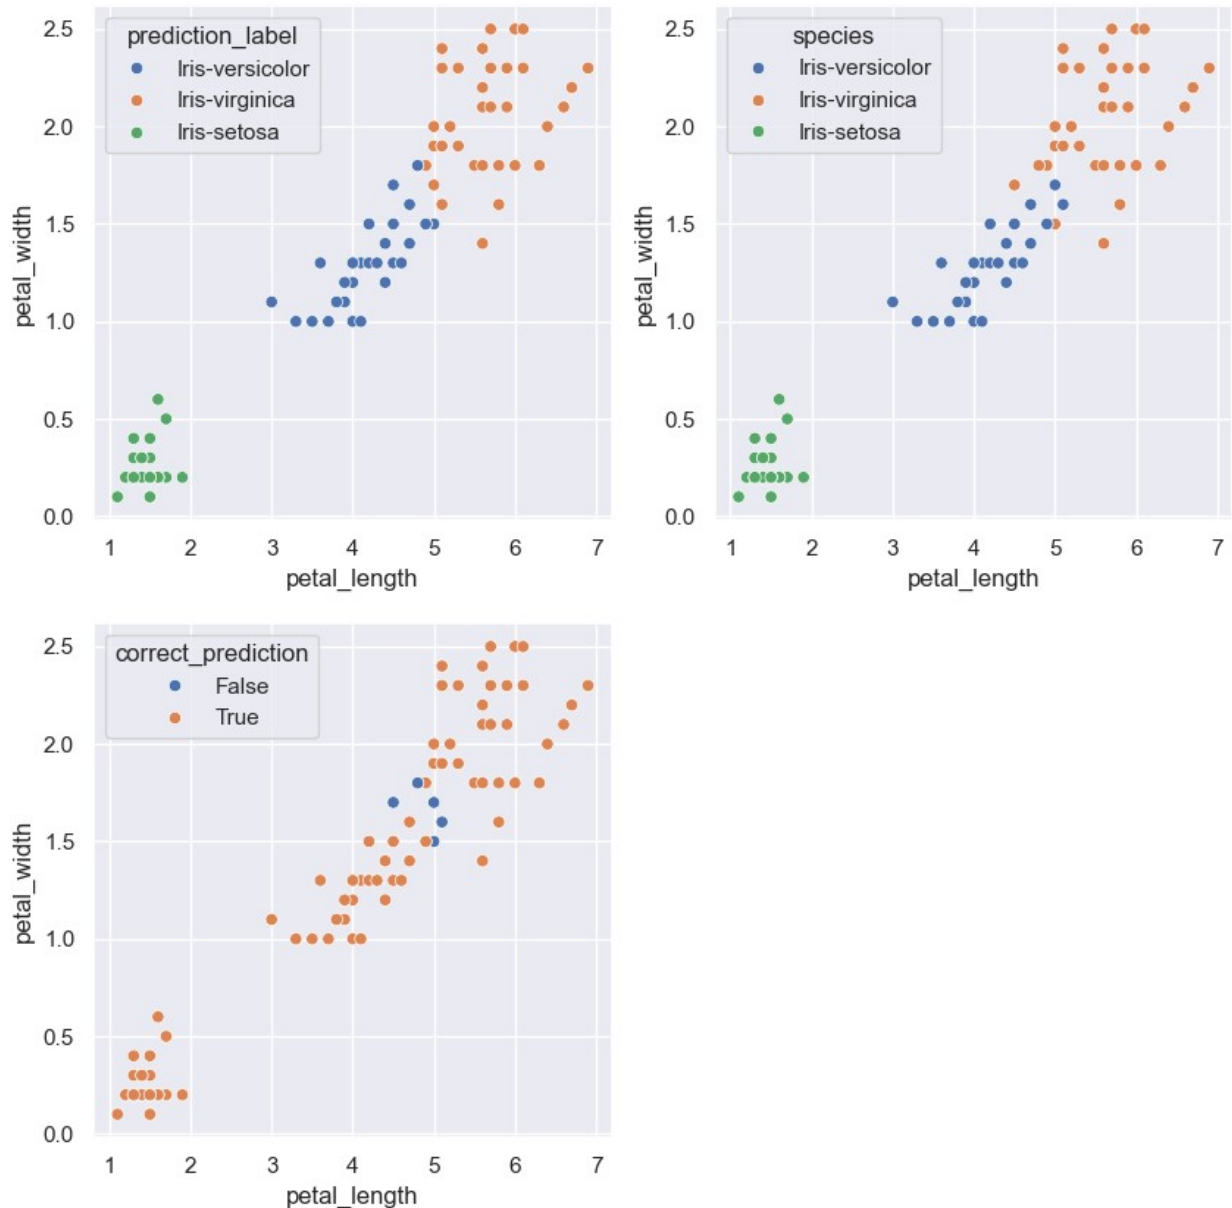 prediction_label
Iris-versicolor
Iris-virginica
Iris-setosa
2.5
2.0
1.5
1.0
0.5
0.0
petal_width
1 2 3 4 5 6 7
petal_length
species
Iris-versicolor
Iris-virginica
Iris-setosa
2.5
2.0
1.5
1.0
0.5
0.0
petal_width
1 2 3 4 5 6 7
petal_length
correct_prediction
False
True
2.5
2.0
1.5
1.0
0.5
0.0
petal_width
1 2 3 4 5 6 7
petal_length